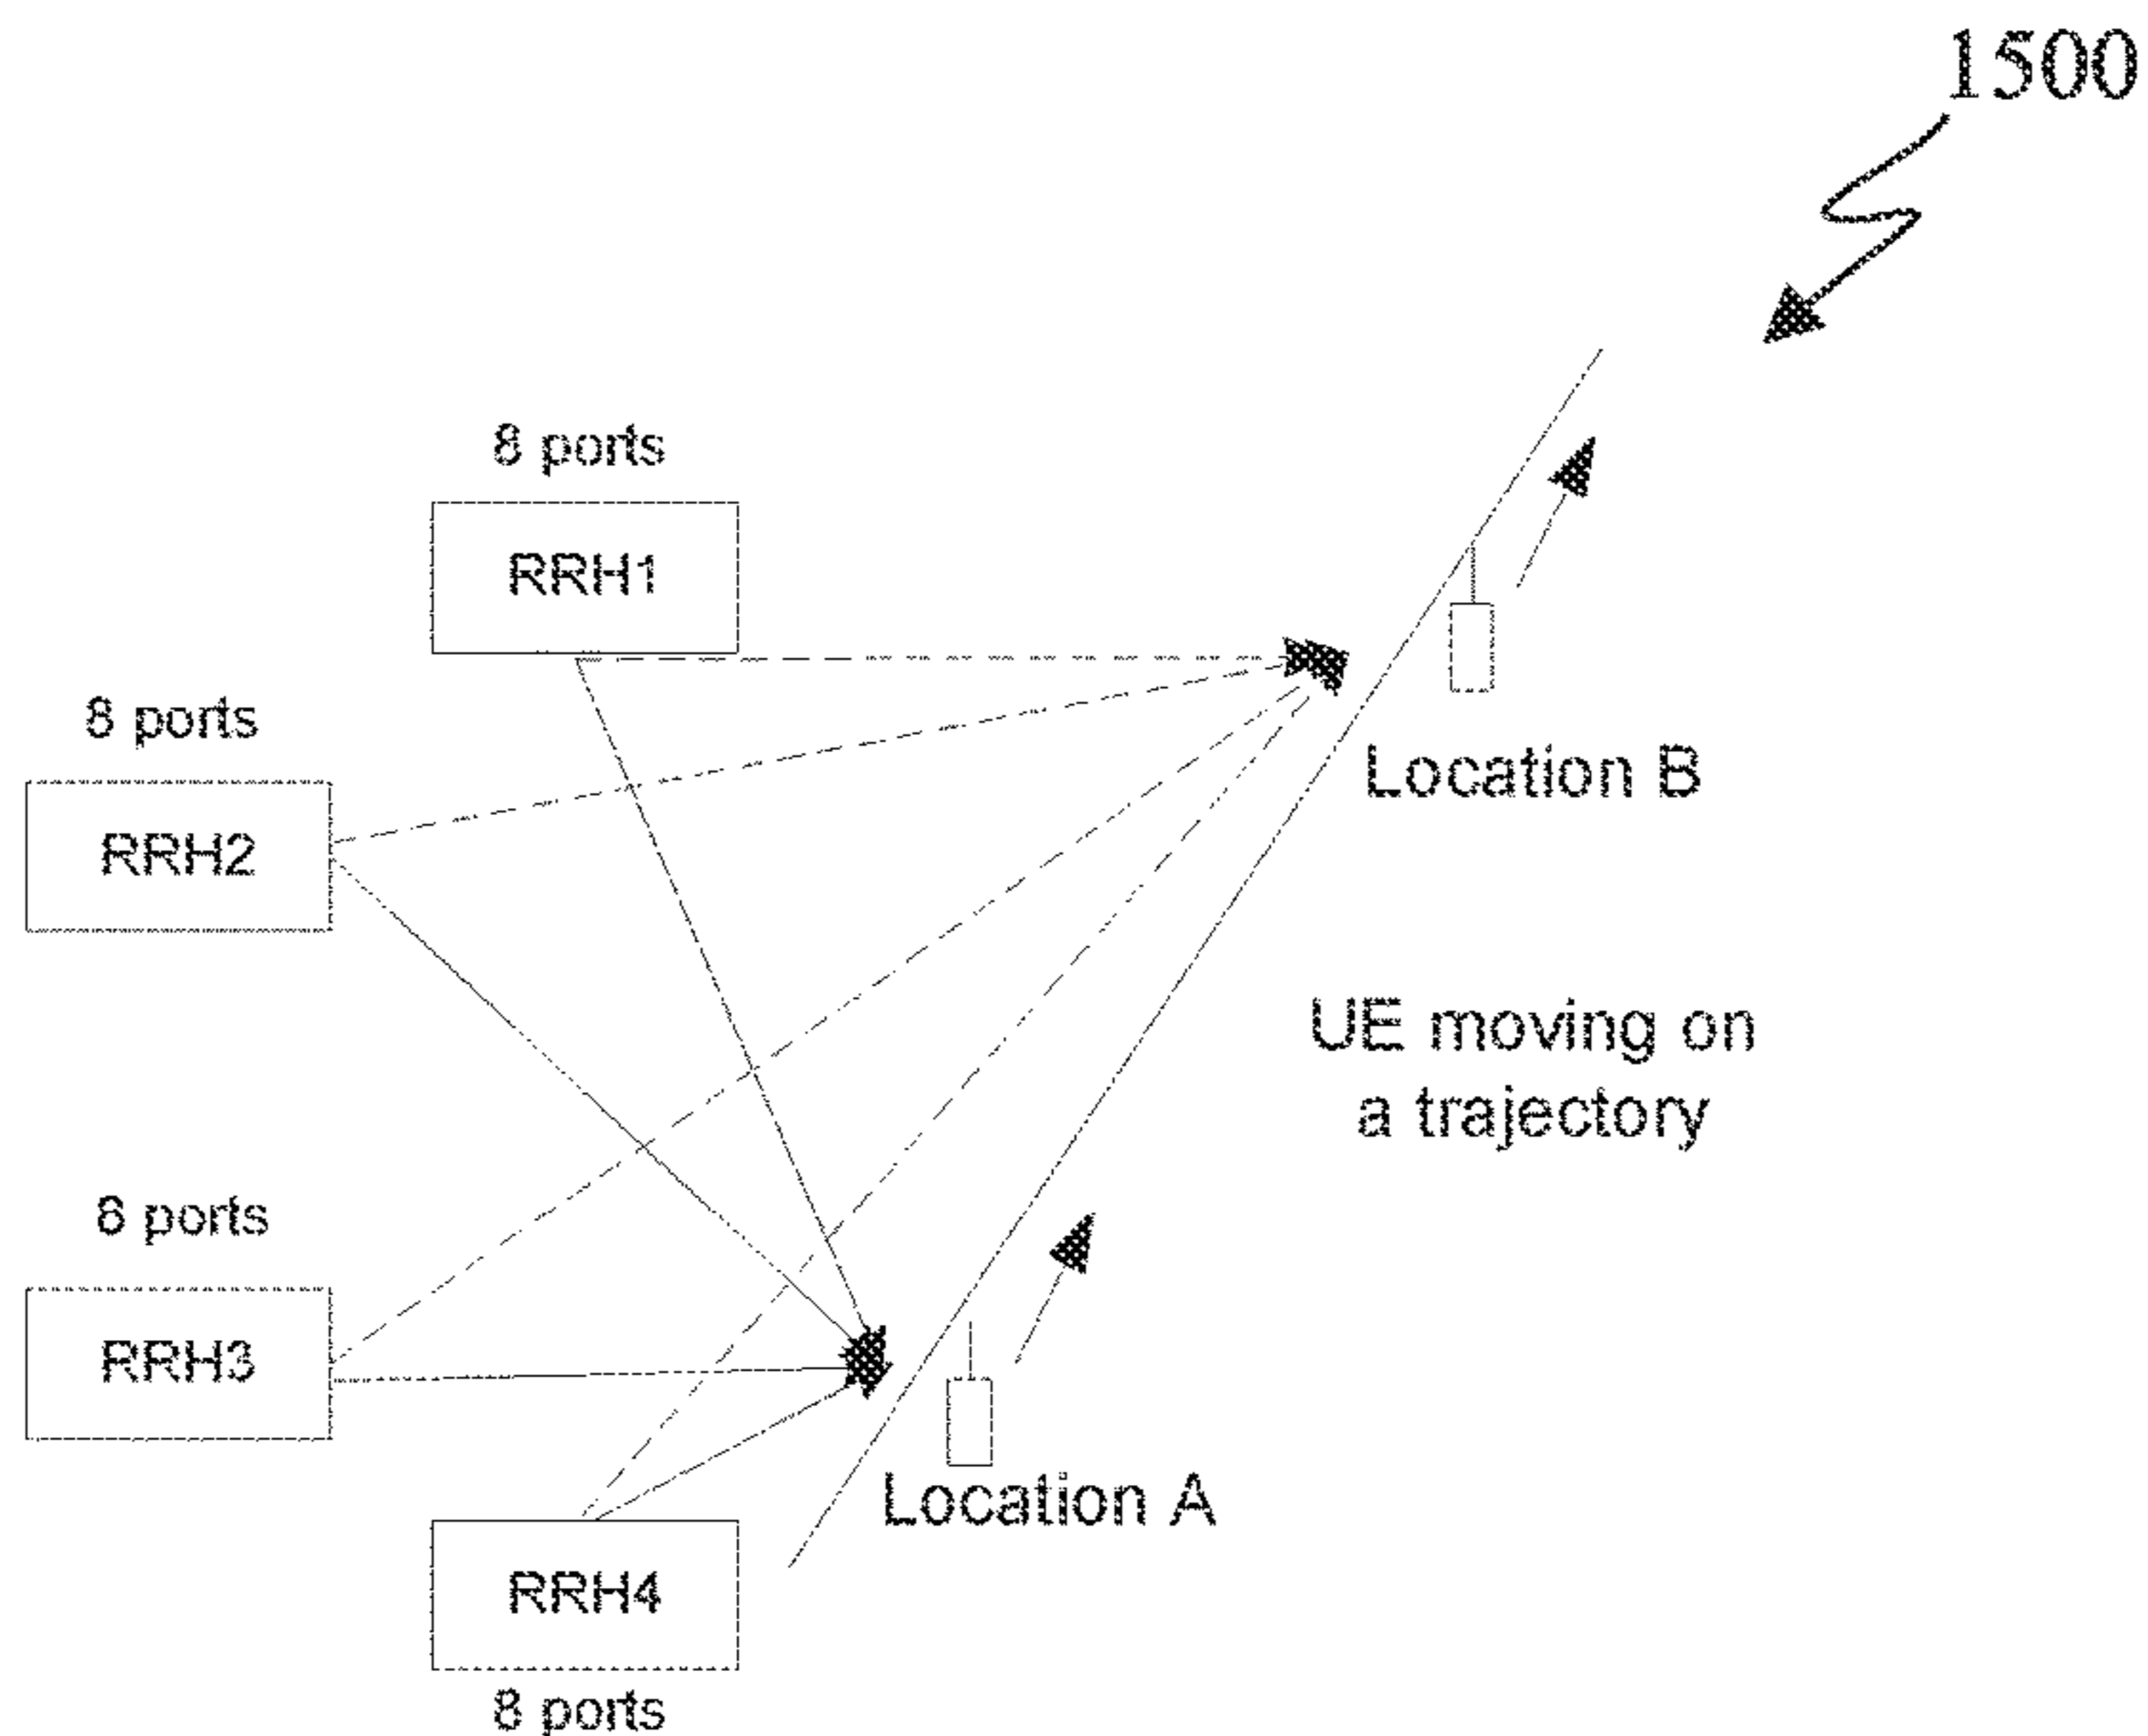 1500
8 ports
RRH1
8 ports
RRH2
Location B
UE moving on
a trajectory
8 ports
RRH3
Location A
RRH4
8 ports